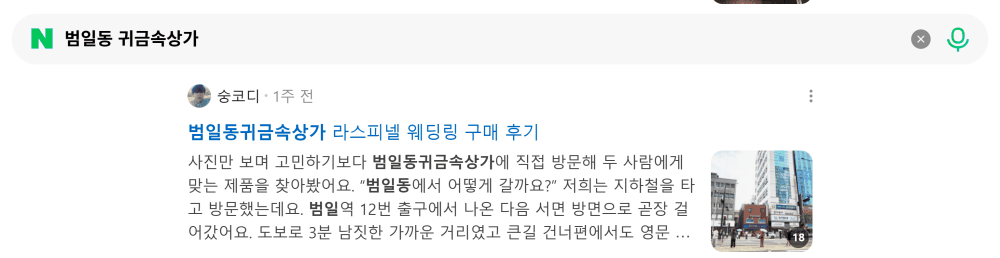 N 범일동 귀금속상가
숭코디 · 1주 전
범일동귀금속상가 라스피넬 웨딩링 구매 후기
사진만 보며 고민하기보다 범일동귀금속상가에 직접 방문해 두 사람에게
맞는 제품을 찾아봤어요. “범일동에서 어떻게 갈까요?” 저희는 지하철을 타
고 방문했는데요. 범일역 12번 출구에서 나온 다음 서면 방면으로 곧장 걸
어갔어요. 도보로 3분 남짓한 가까운 거리였고 큰길 건너편에서도 영문 ...
18